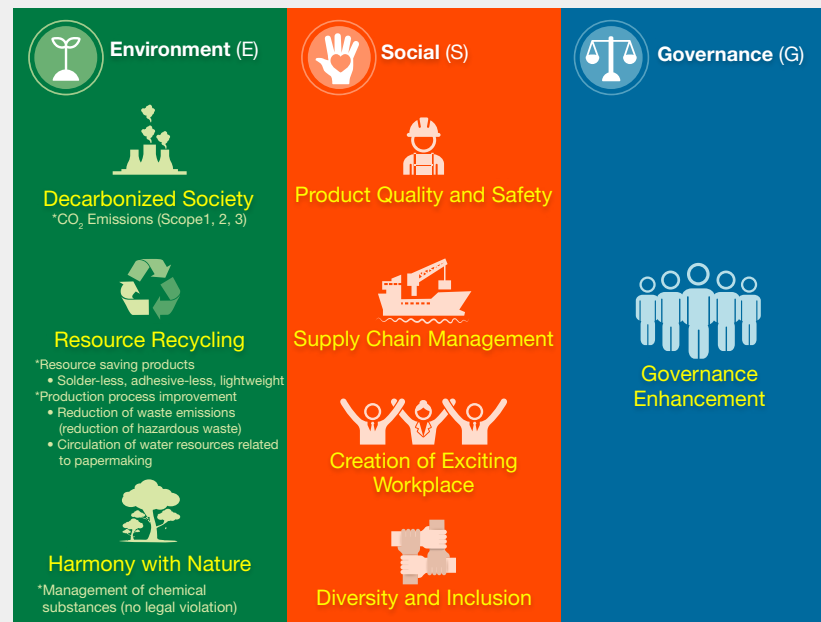 Environment (E)
Decarbonized Society
*CO2 Emissions (Scope1, 2, 3)
Resource Recycling
*Resource saving products
• Solder-less, adhesive-less, lightweight
*Production process improvement
• Reduction of waste emissions
(reduction of hazardous waste)
• Circulation of water resources related
to papermaking
Harmony with Nature
*Management of chemical
substances (no legal violation)
Social (S)
Product Quality and Safety
Supply Chain Management
Creation of Exciting
Workplace
Diversity and Inclusion
Governance (G)
Governance
Enhancement